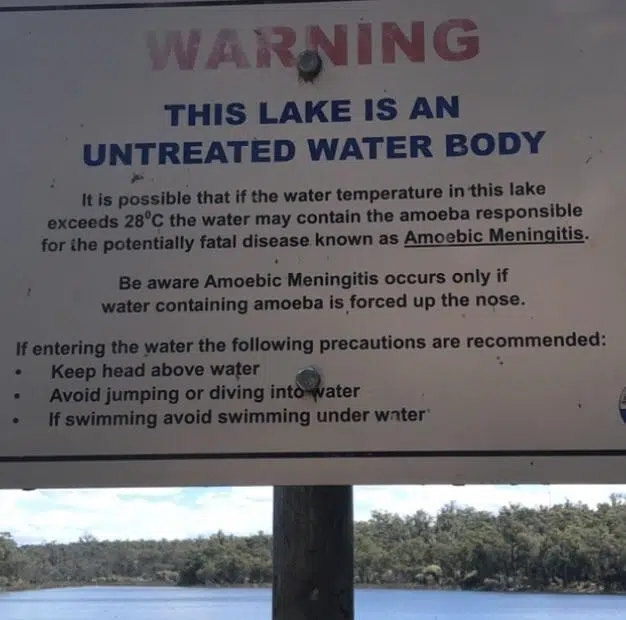 WARNING
THIS LAKE IS AN
UNTREATED WATER BODY
It is possible that if the water temperature in this lake
exceeds 28⁰C the water may contain the amoeba responsible
for the potentially fatal disease known as Amoebic Meningitis.
Be aware Amoebic Meningitis occurs only if
water containing amoeba is forced up the nose.
If entering the water the following precautions are recommended:
• Keep head above water
• Avoid jumping or diving into water
• If swimming avoid swimming under water